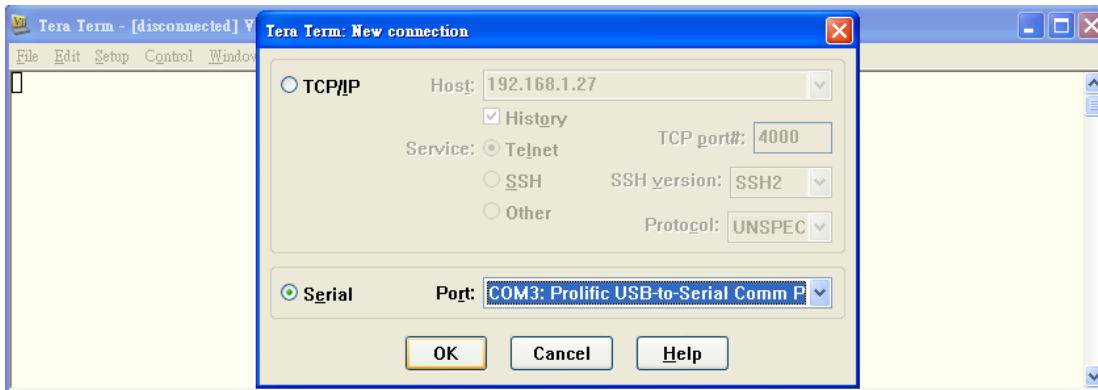 Tera Term - [disconnected] V
File Edit Setup Control Window
Tera Term: New connection
TCP/IP
Host: 192.168.1.27
History
Service: Telnet
TCP port#: 4000
SSH
SSH version: SSH2
Other
Protocol: UNSPEC
Serial
Port: COM3: Prolific USB-to-Serial Comm P
OK Cancel Help